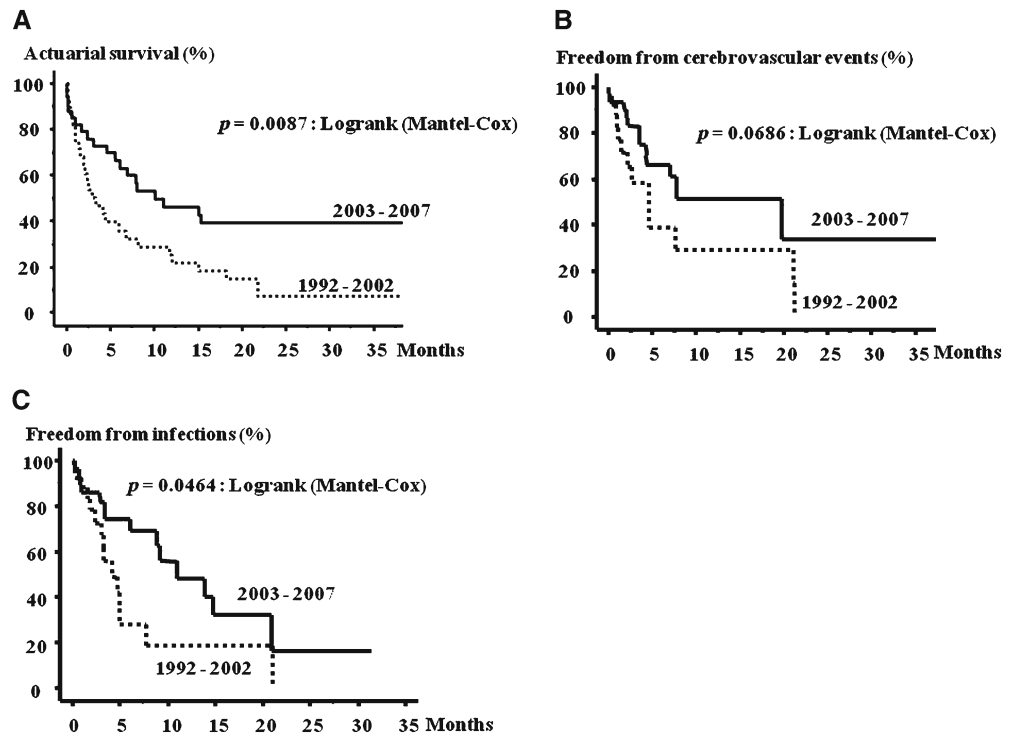 A
Actuarial survival (%)
100
80
60
40
20
0
p = 0.0087 : Logrank (Mantel-Cox)
2003 - 2007
1992 - 2002
0 5 10 15 20 25 30 35 Months
B
Freedom from cerebrovascular events (%)
100
80
60
40
20
0
p = 0.0686 : Logrank (Mantel-Cox)
2003 - 2007
1992 - 2002
0 5 10 15 20 25 30 35 Months
C
Freedom from infections (%)
100
80
60
40
20
0
p = 0.0464 : Logrank (Mantel-Cox)
2003 - 2007
1992 - 2002
0 5 10 15 20 25 30 35 Months